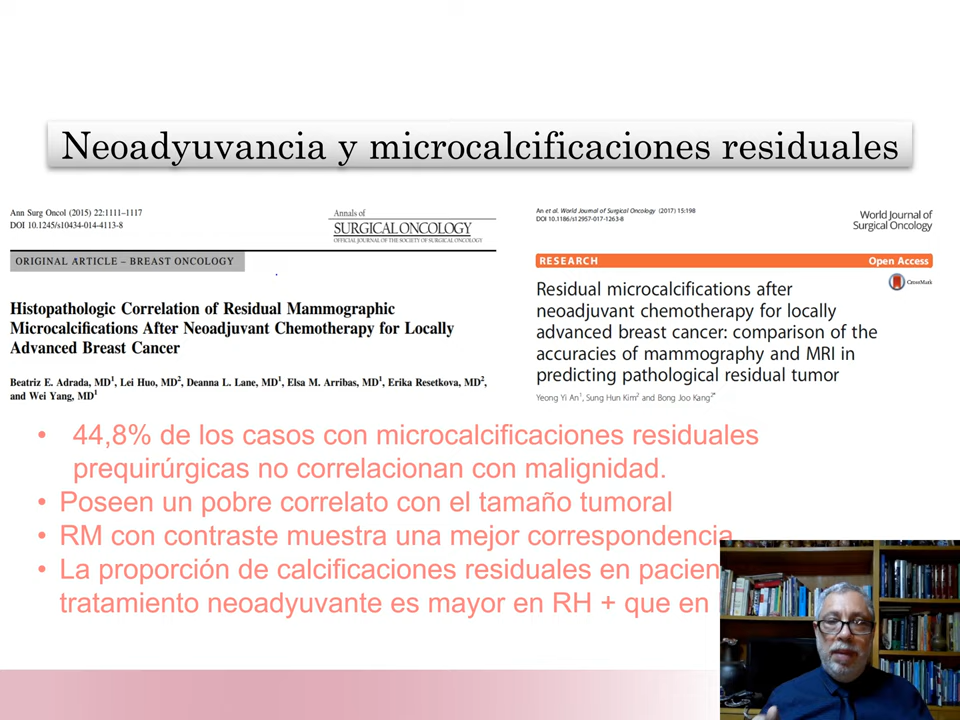 Neoadyuvancia y microcalcificaciones residuales
Ann Surg Oncol (2015) 22:1111–1117
DOI 10.1245/s10434-014-4113-8
Annals of
SURGICAL ONCOLOGY
OFFICIAL JOURNAL OF THE SOCIETY OF SURGICAL ONCOLOGY
ORIGINAL ARTICLE – BREAST ONCOLOGY
Histopathologic Correlation of Residual Mammographic
Microcalcifications After Neoadjuvant Chemotherapy for Locally
Advanced Breast Cancer
Beatriz E. Adrada, MD1, Lei Huo, MD2, Deanna L. Lane, MD1, Elsa M. Arribas, MD1, Erika Resetkova, MD2,
and Wei Yang, MD1
An et al. World Journal of Surgical Oncology (2017) 15:198
DOI 10.1186/s12957-017-1263-8
World Journal of
Surgical Oncology
RESEARCH Open Access
CrossMark
Residual microcalcifications after
neoadjuvant chemotherapy for locally
advanced breast cancer: comparison of the
accuracies of mammography and MRI in
predicting pathological residual tumor
Yeong Yi An1, Sung Hun Kim2 and Bong Joo Kang2*
• 44,8% de los casos con microcalcificaciones residuales
prequirúrgicas no correlacionan con malignidad.
• Poseen un pobre correlato con el tamaño tumoral
• RM con contraste muestra una mejor correspondencia
• La proporción de calcificaciones residuales en pacien
tratamiento neoadyuvante es mayor en RH + que en